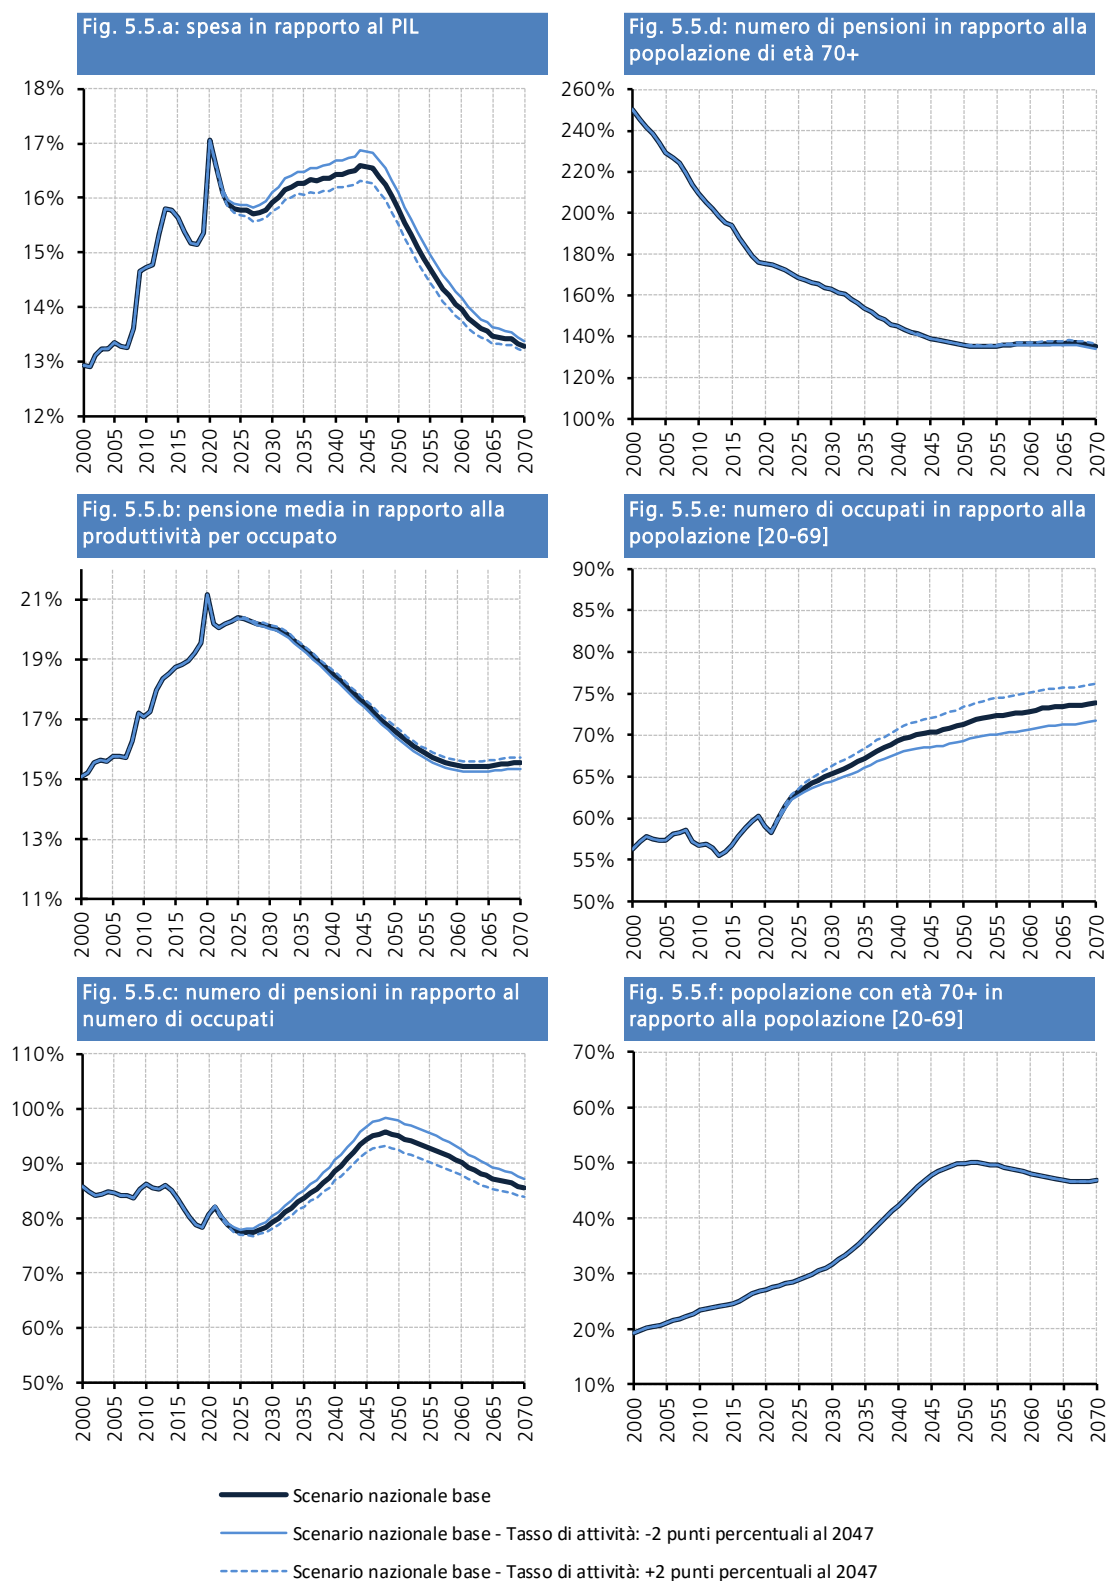 Fig. 5.5.a: spesa in rapporto al PIL
18%
17%
16%
15%
14%
13%
12%
2000 2005 2010 2015 2020 2025 2030 2035 2040 2045 2050 2055 2060 2065 2070
Fig. 5.5.d: numero di pensioni in rapporto alla
popolazione di età 70+
260%
240%
220%
200%
180%
160%
140%
120%
100%
2000 2005 2010 2015 2020 2025 2030 2035 2040 2045 2050 2055 2060 2065 2070
Fig. 5.5.b: pensione media in rapporto alla
produttività per occupato
21%
19%
17%
15%
13%
11%
2000 2005 2010 2015 2020 2025 2030 2035 2040 2045 2050 2055 2060 2065 2070
Fig. 5.5.e: numero di occupati in rapporto alla
popolazione [20-69]
90%
85%
80%
75%
70%
65%
60%
55%
50%
2000 2005 2010 2015 2020 2025 2030 2035 2040 2045 2050 2055 2060 2065 2070
Fig. 5.5.c: numero di pensioni in rapporto al
numero di occupati
110%
100%
90%
80%
70%
60%
50%
2000 2005 2010 2015 2020 2025 2030 2035 2040 2045 2050 2055 2060 2065 2070
Fig. 5.5.f: popolazione con età 70+ in
rapporto alla popolazione [20-69]
70%
60%
50%
40%
30%
20%
10%
2000 2005 2010 2015 2020 2025 2030 2035 2040 2045 2050 2055 2060 2065 2070
Scenario nazionale base
Scenario nazionale base - Tasso di attività: -2 punti percentuali al 2047
Scenario nazionale base - Tasso di attività: +2 punti percentuali al 2047